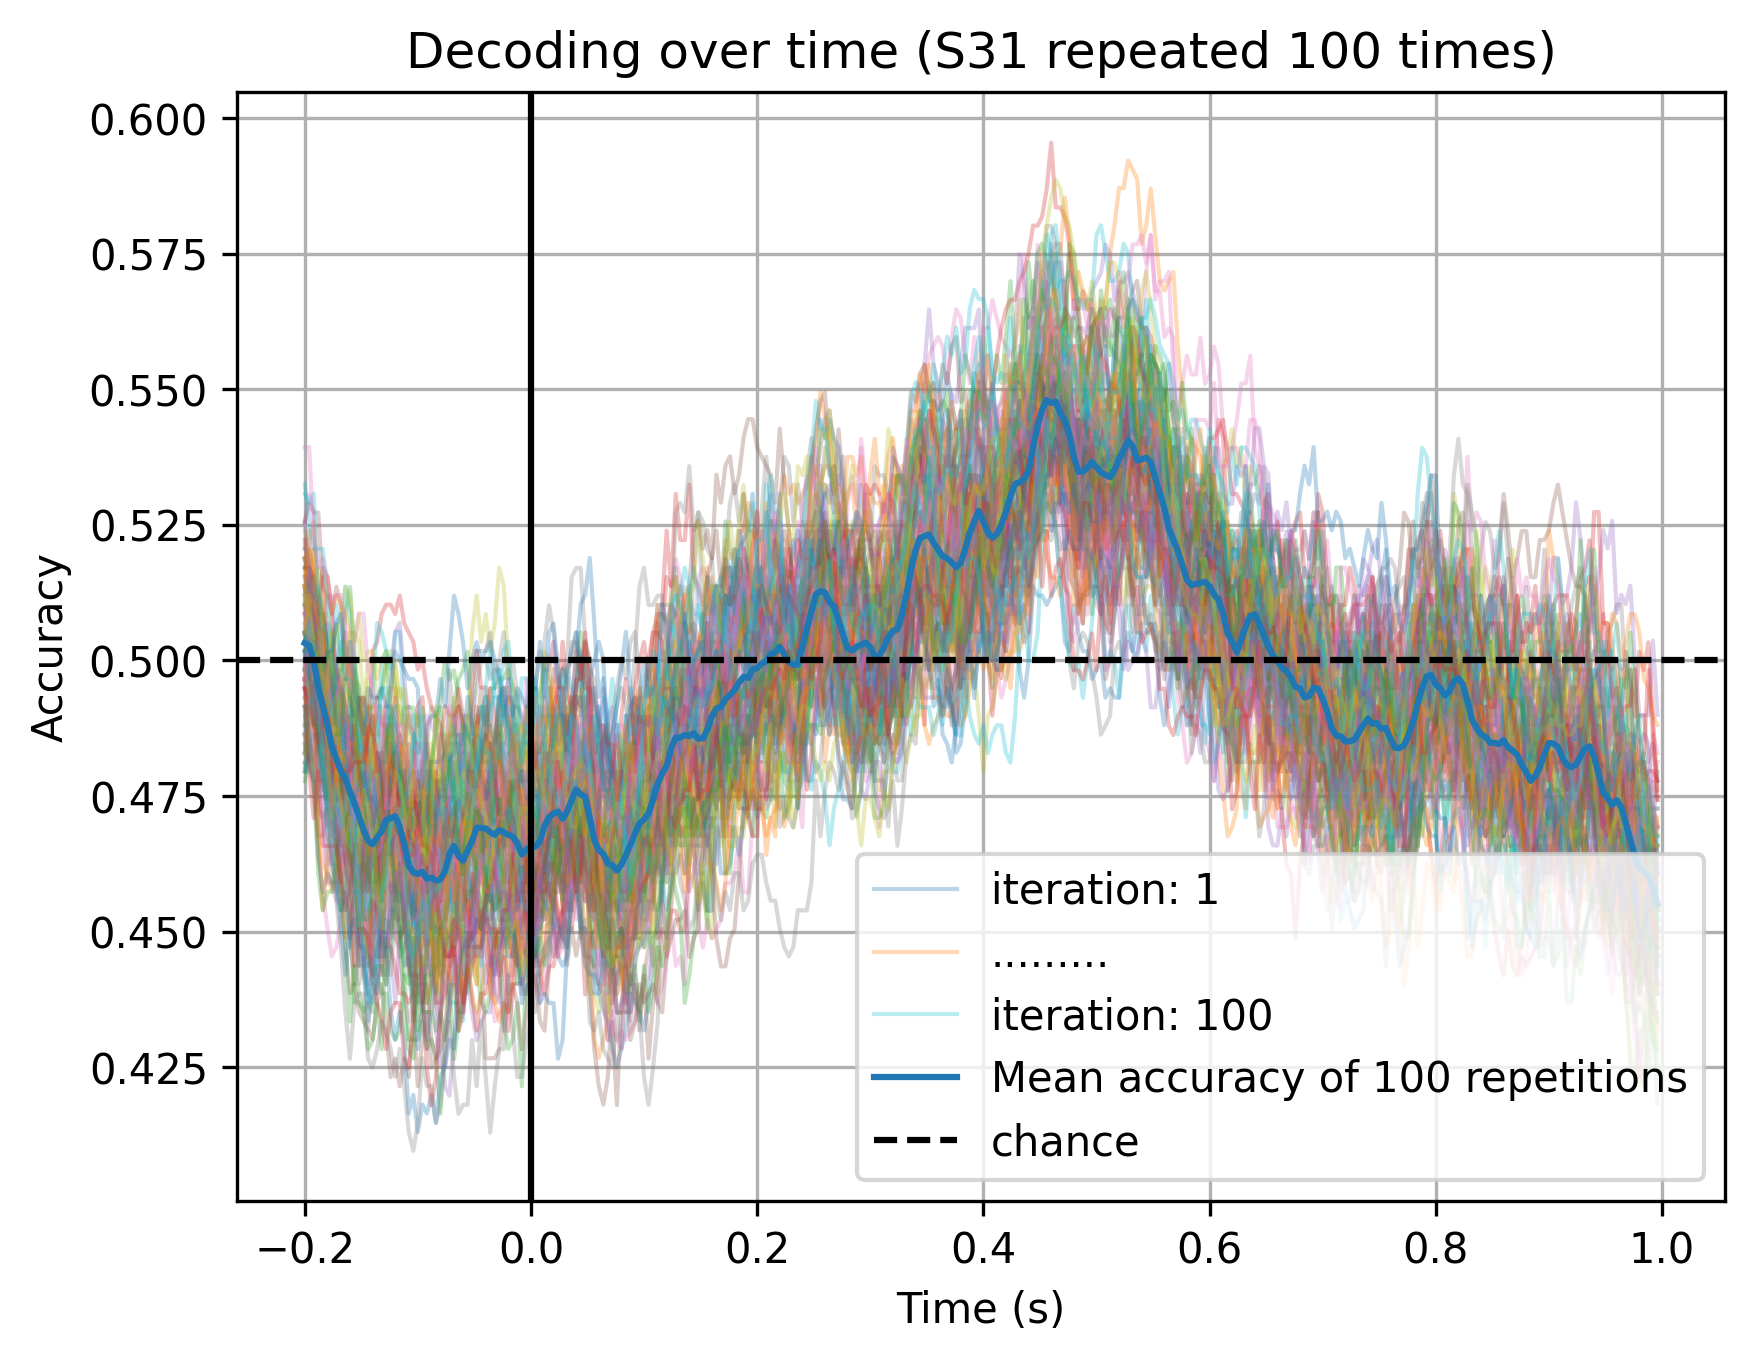 Decoding over time (S31 repeated 100 times)
0.600
0.575
0.550
0.525
0.500
0.475
0.450
0.425
Accuracy
iteration: 1
.........
iteration: 100
Mean accuracy of 100 repetitions
chance
−0.2 0.0 0.2 0.4 0.6 0.8 1.0
Time (s)